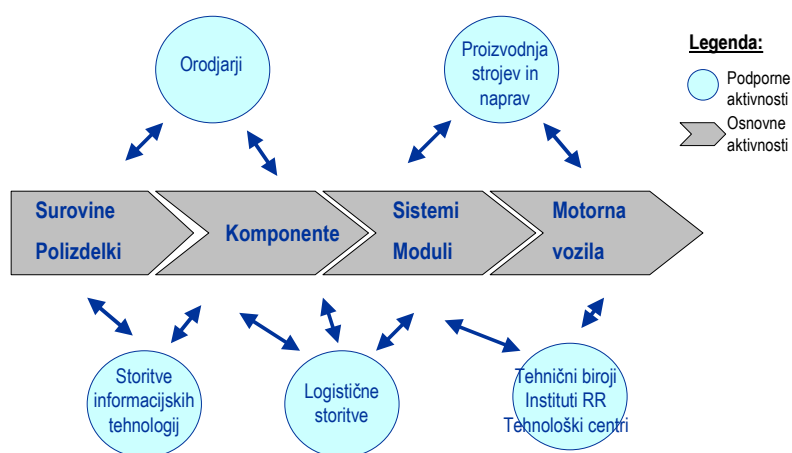 Orodjarji
Proizvodnja
strojev in
naprav
Legenda:
Podporne
aktivnosti
Osnovne
aktivnosti
Surovine
Polizdelki
Komponente
Sistemi
Moduli
Motorna
vozila
Storitve
informacijskih
tehnologij
Logistične
storitve
Tehnični biroji
Instituti RR
Tehnološki centri